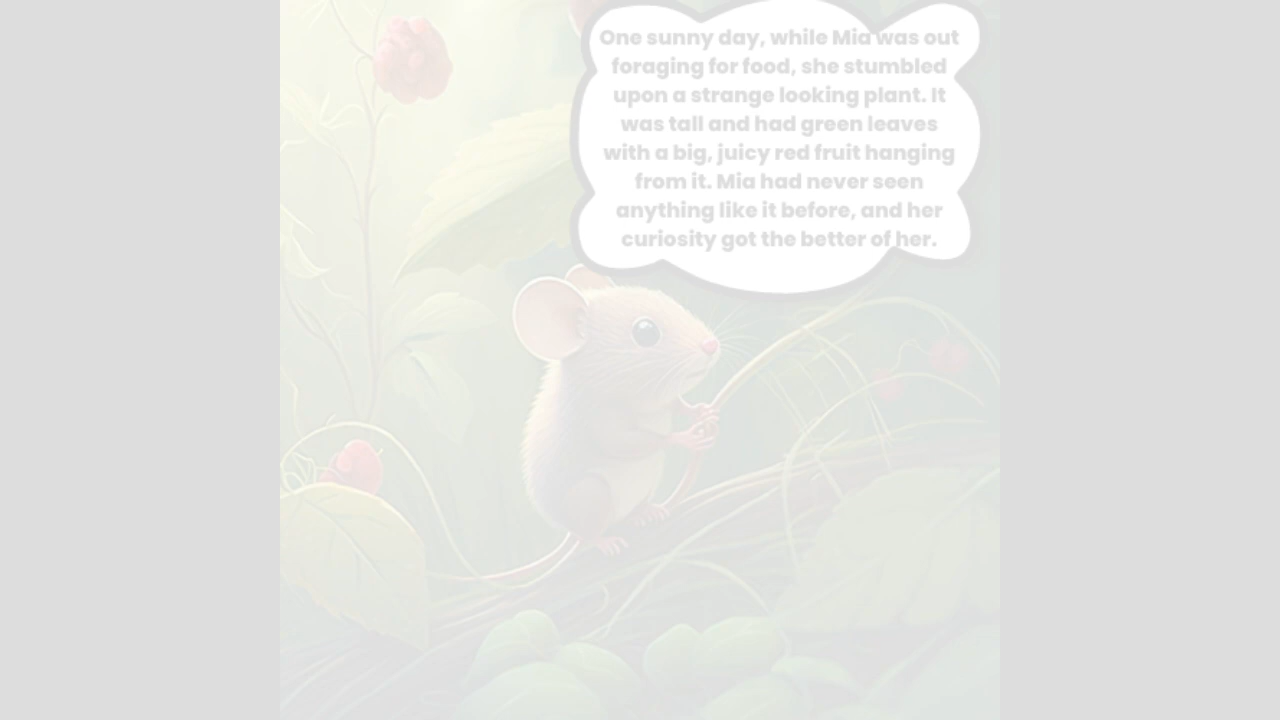 One sunny day, while Mia was out
foraging for food, she stumbled
upon a strange looking plant. It
was tall and had green leaves
with a big, juicy red fruit hanging
from it. Mia had never seen
anything like it before, and her
curiosity got the better of her.